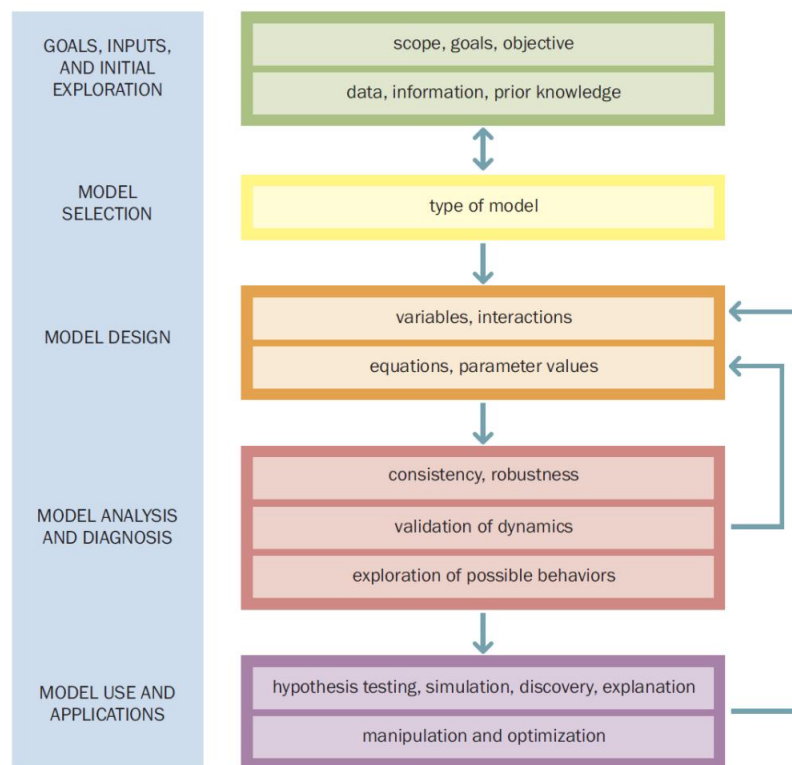 GOALS, INPUTS,
AND INITIAL
EXPLORATION
scope, goals, objective
data, information, prior knowledge
MODEL
SELECTION
type of model
MODEL DESIGN
variables, interactions
equations, parameter values
MODEL ANALYSIS
AND DIAGNOSIS
consistency, robustness
validation of dynamics
exploration of possible behaviors
MODEL USE AND
APPLICATIONS
hypothesis testing, simulation, discovery, explanation
manipulation and optimization